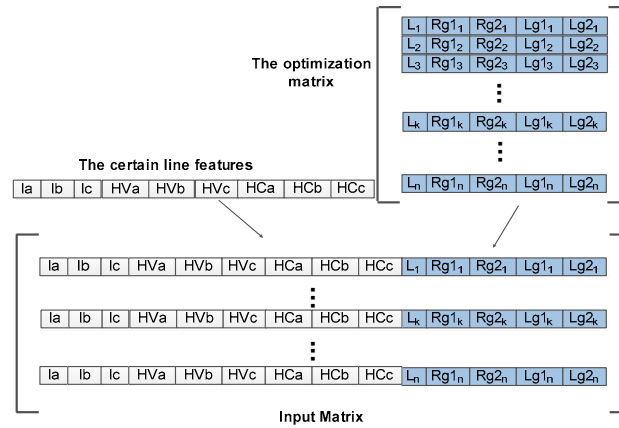 L₁ Rg1₁ Rg2₁ Lg1₁ Lg2₁
L₂ Rg1₂ Rg2₂ Lg1₂ Lg2₂
L₃ Rg1₃ Rg2₃ Lg1₃ Lg2₃
The optimization
matrix
Lₖ Rg1ₖ Rg2ₖ Lg1ₖ Lg2ₖ
The certain line features
Ia Ib Ic HVa HVb HVc HCa HCb HCc
Lₙ Rg1ₙ Rg2ₙ Lg1ₙ Lg2ₙ
Ia Ib Ic HVa HVb HVc HCa HCb HCc L₁ Rg1₁ Rg2₁ Lg1₁ Lg2₁
Ia Ib Ic HVa HVb HVc HCa HCb HCc Lₖ Rg1ₖ Rg2ₖ Lg1ₖ Lg2ₖ
Ia Ib Ic HVa HVb HVc HCa HCb HCc Lₙ Rg1ₙ Rg2ₙ Lg1ₙ Lg2ₙ
Input Matrix